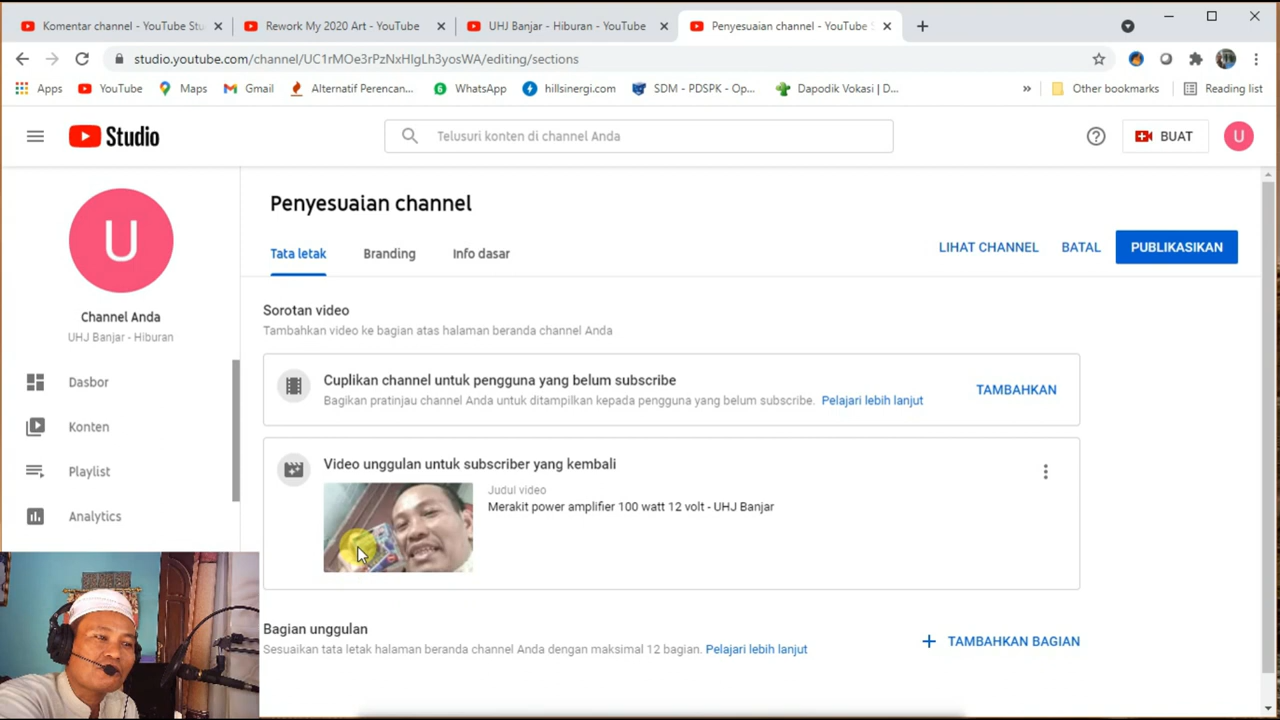 Komentar channel - YouTube Stu
Rework My 2020 Art - YouTube
UHJ Banjar - Hiburan - YouTube
Penyesuaian channel - YouTube S
studio.youtube.com/channel/UC1rMOe3rPzNxHIgLh3yosWA/editing/sections
Apps
YouTube
Maps
Gmail
Alternatif Perencan...
WhatsApp
hillsinergi.com
SDM - PDSPK - Op...
Dapodik Vokasi | D...
»
Other bookmarks
Reading list
Studio
Telusuri konten di channel Anda
BUAT
U
U
Channel Anda
UHJ Banjar - Hiburan
Dasbor
Konten
Playlist
Analytics
Penyesuaian channel
Tata letak
Branding
Info dasar
LIHAT CHANNEL
BATAL
PUBLIKASIKAN
Sorotan video
Tambahkan video ke bagian atas halaman beranda channel Anda
Cuplikan channel untuk pengguna yang belum subscribe
Bagikan pratinjau channel Anda untuk ditampilkan kepada pengguna yang belum subscribe. Pelajari lebih lanjut
TAMBAHKAN
Video unggulan untuk subscriber yang kembali
Judul video
Merakit power amplifier 100 watt 12 volt - UHJ Banjar
Bagian unggulan
Sesuaikan tata letak halaman beranda channel Anda dengan maksimal 12 bagian. Pelajari lebih lanjut
+ TAMBAHKAN BAGIAN